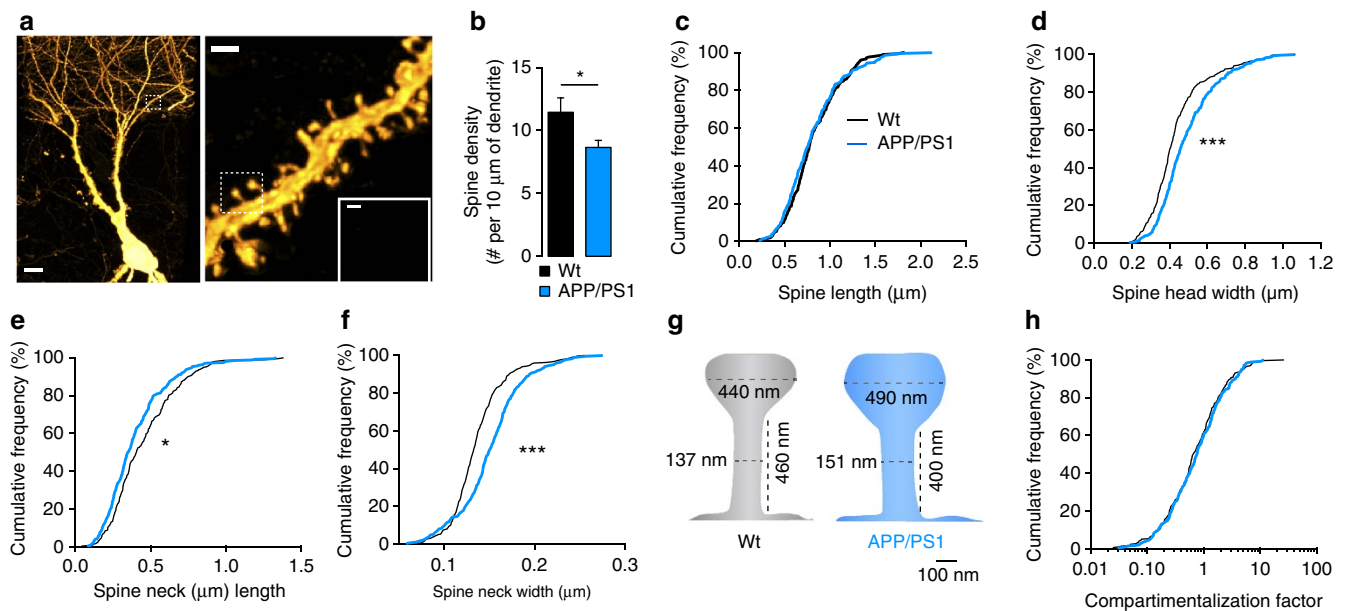 a
b
Spine density
(# per 10 μm of dendrite)
15
10
5
0
*
Wt
APP/PS1
c
Cumulative frequency (%)
100
80
60
40
20
0
Wt
APP/PS1
0.0 0.5 1.0 1.5 2.0 2.5
Spine length (μm)
d
Cumulative frequency (%)
100
80
60
40
20
0
***
0.0 0.2 0.4 0.6 0.8 1.0 1.2
Spine head width (μm)
e
Cumulative frequency (%)
100
80
60
40
20
0
*
0.0 0.5 1.0 1.5
Spine neck (μm) length
f
Cumulative frequency (%)
100
80
60
40
20
0
***
0.1 0.2 0.3
Spine neck width (μm)
g
440 nm
137 nm
460 nm
Wt
490 nm
151 nm
400 nm
APP/PS1
100 nm
h
Cumulative frequency (%)
100
80
60
40
20
0
0.01 0.10 1 10 100
Compartimentalization factor